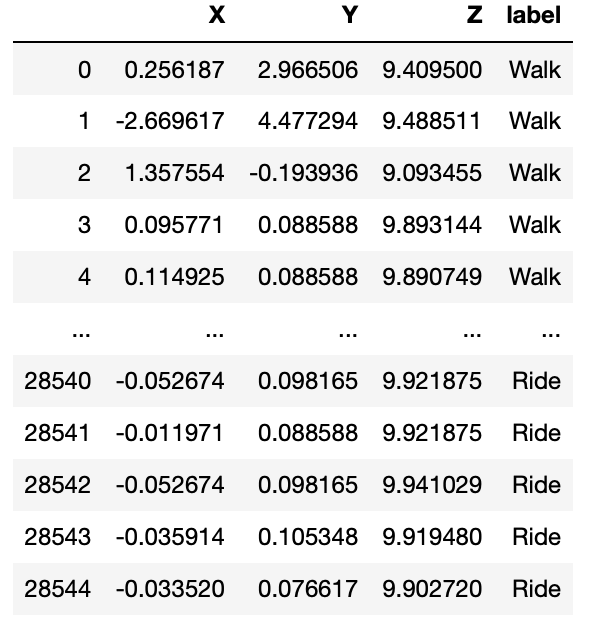 X Y Z label
0 0.256187 2.966506 9.409500 Walk
1 -2.669617 4.477294 9.488511 Walk
2 1.357554 -0.193936 9.093455 Walk
3 0.095771 0.088588 9.893144 Walk
4 0.114925 0.088588 9.890749 Walk
... ... ... ... ...
28540 -0.052674 0.098165 9.921875 Ride
28541 -0.011971 0.088588 9.921875 Ride
28542 -0.052674 0.098165 9.941029 Ride
28543 -0.035914 0.105348 9.919480 Ride
28544 -0.033520 0.076617 9.902720 Ride